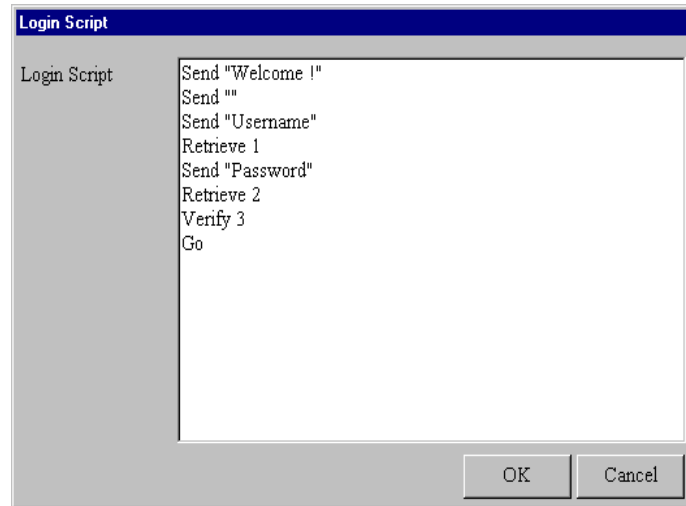 Login Script
Login Script
Send "Welcome !"
Send ""
Send "Username"
Retrieve 1
Send "Password"
Retrieve 2
Verify 3
Go
OK
Cancel